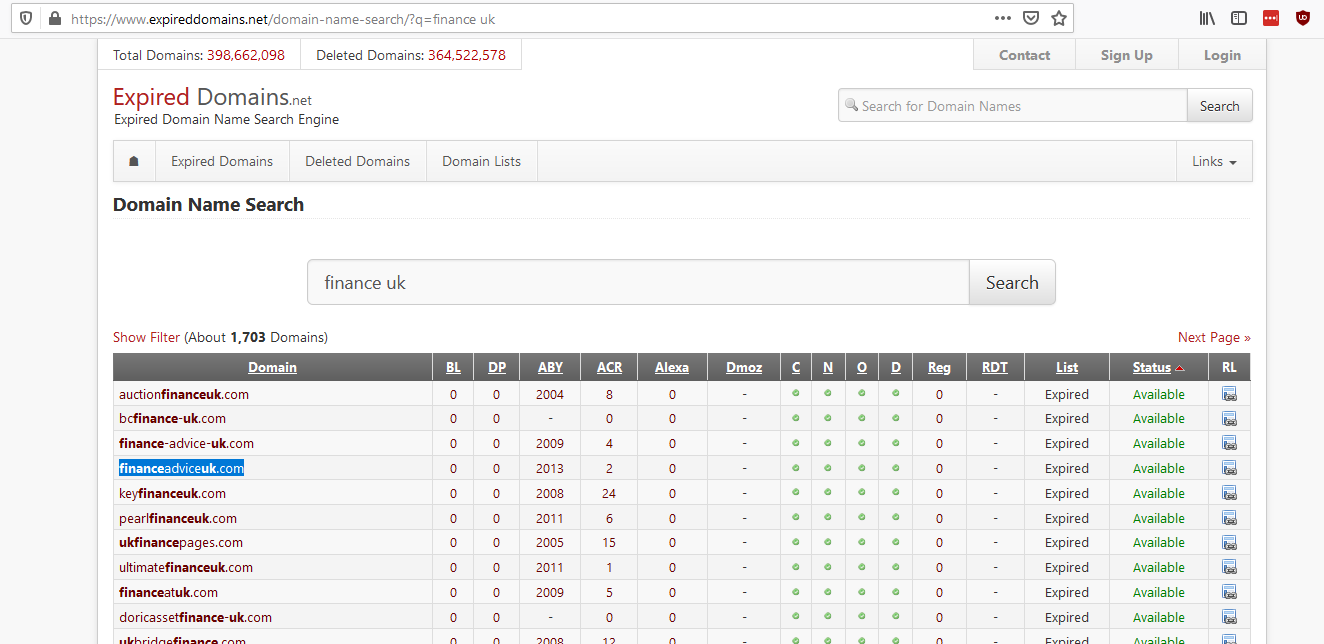 https://www.expireddomains.net/domain-name-search/?q=finance uk
Total Domains: 398,662,098 Deleted Domains: 364,522,578 Contact Sign Up Login
Expired Domains.net
Expired Domain Name Search Engine
Search for Domain Names Search
Expired Domains Deleted Domains Domain Lists Links
Domain Name Search
finance uk Search
Show Filter (About 1,703 Domains) Next Page »
Domain BL DP ABY ACR Alexa Dmoz C N O D Reg RDT List Status RL
auctionfinanceuk.com 0 0 2004 8 0 - 0 - Expired Available
bcfinance-uk.com 0 0 - 0 0 - 0 - Expired Available
finance-advice-uk.com 0 0 2009 4 0 - 0 - Expired Available
financeadviceuk.com 0 0 2013 2 0 - 0 - Expired Available
keyfinanceuk.com 0 0 2008 24 0 - 0 - Expired Available
pearlfinanceuk.com 0 0 2011 6 0 - 0 - Expired Available
ukfinancepages.com 0 0 2005 15 0 - 0 - Expired Available
ultimatefinanceuk.com 0 0 2011 1 0 - 0 - Expired Available
financeatuk.com 0 0 2009 5 0 - 0 - Expired Available
doricassetfinance-uk.com 0 0 - 0 0 - 0 - Expired Available
ukbridgefinance.com 0 0 2008 12 0 - 0 - Expired Available